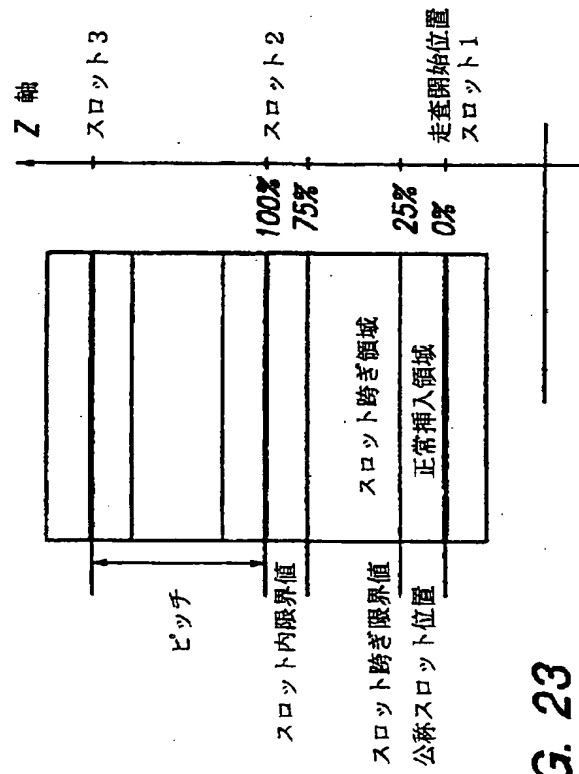 Z 軸
スロット3
スロット2
100%
75%
25%
0%
走査開始位置
スロット1
ピッチ
スロット内限界値
スロット跨ぎ領域
正常挿入領域
スロット跨ぎ限界値
公称スロット位置
G. 23